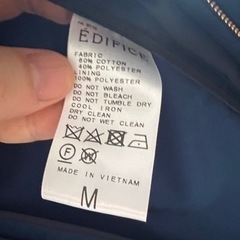 EDIFICE
FABRIC
60% COTTON
40% POLYESTER
LINING
100% POLYESTER
DO NOT WASH
DO NOT BLEACH
DO NOT TUMBLE DRY
COOL IRON
DRY CLEAN
DO NOT WET CLEAN
F
MADE IN VIETNAM
M